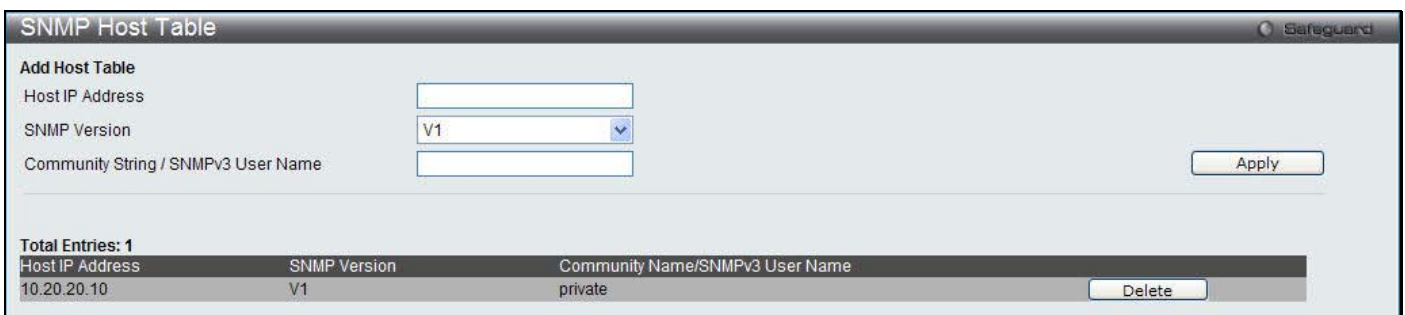 SNMP Host Table
Safeguard
Add Host Table
Host IP Address
SNMP Version V1
Community String / SNMPv3 User Name Apply
Total Entries: 1
Host IP Address SNMP Version Community Name/SNMPv3 User Name
10.20.20.10 V1 private Delete